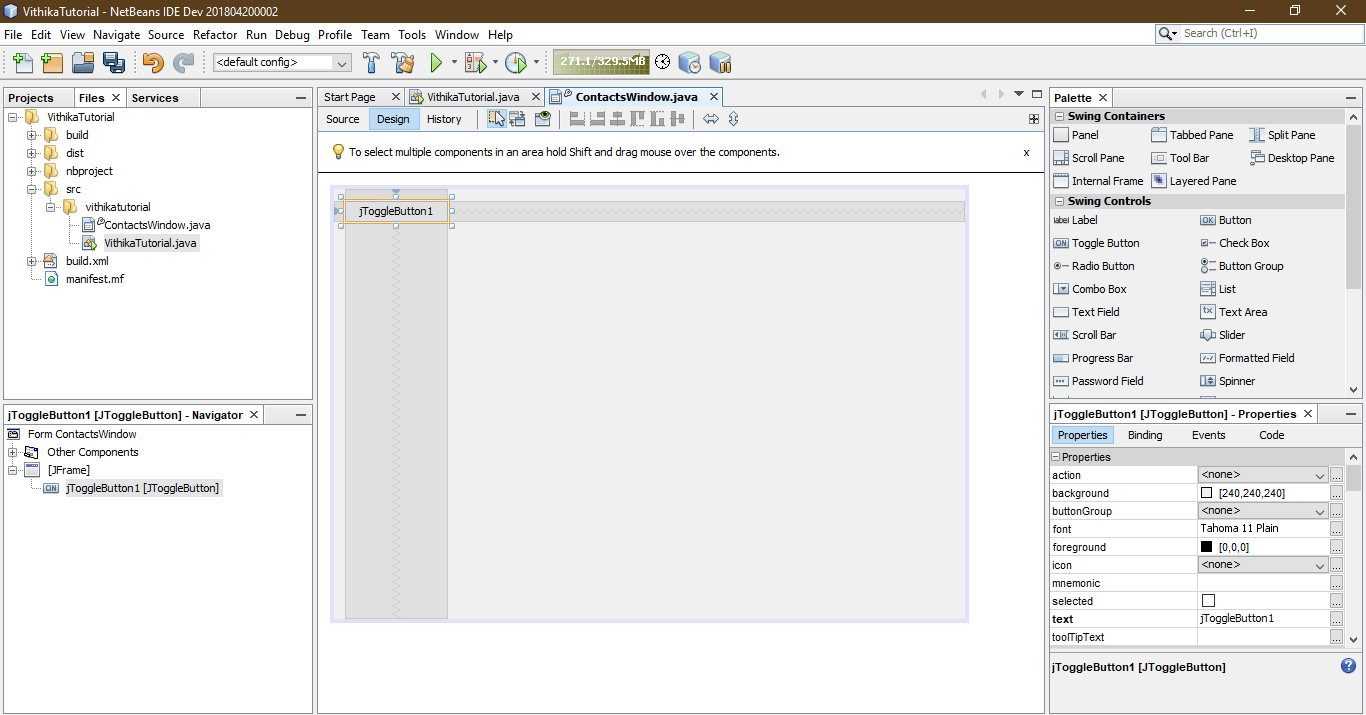 VithikaTutorial - NetBeans IDE Dev 201804200002
File Edit View Navigate Source Refactor Run Debug Profile Team Tools Window Help
Search (Ctrl+I)
<default config>
271.1/329.5MB
Projects Files Services
VithikaTutorial
build
dist
nbproject
src
vithikatutorial
ContactsWindow.java
VithikaTutorial.java
build.xml
manifest.mf
jToggleButton1 [JToggleButton] - Navigator
Form ContactsWindow
Other Components
[JFrame]
jToggleButton1 [JToggleButton]
Start Page VithikaTutorial.java ContactsWindow.java
Source Design History
To select multiple components in an area hold Shift and drag mouse over the components.
x
jToggleButton1
Palette
Swing Containers
Panel Tabbed Pane Split Pane
Scroll Pane Tool Bar Desktop Pane
Internal Frame Layered Pane
Swing Controls
label Label OK Button
ON Toggle Button Check Box
Radio Button Button Group
Combo Box List
Text Field Text Area
Scroll Bar Slider
Progress Bar Formatted Field
Password Field Spinner
jToggleButton1 [JToggleButton] - Properties
Properties Binding Events Code
Properties
action <none> ...
background [240,240,240] ...
buttonGroup <none> ...
font Tahoma 11 Plain ...
foreground [0,0,0] ...
icon <none> ...
mnemonic ...
selected ...
text jToggleButton1 ...
toolTipText ...
jToggleButton1 [JToggleButton]